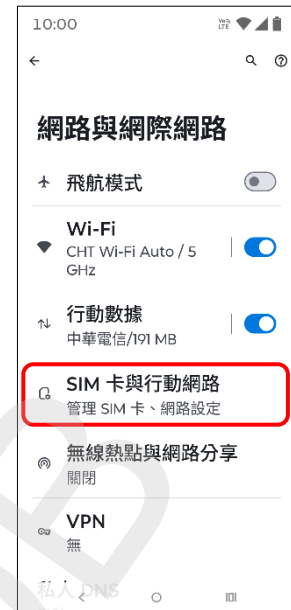 10:00
VoLTE
網路與網際網路
飛航模式
Wi-Fi
CHT Wi-Fi Auto / 5
GHz
行動數據
中華電信/191 MB
SIM 卡與行動網路
管理 SIM 卡、網路設定
無線熱點與網路分享
關閉
VPN
無
私人 DNS